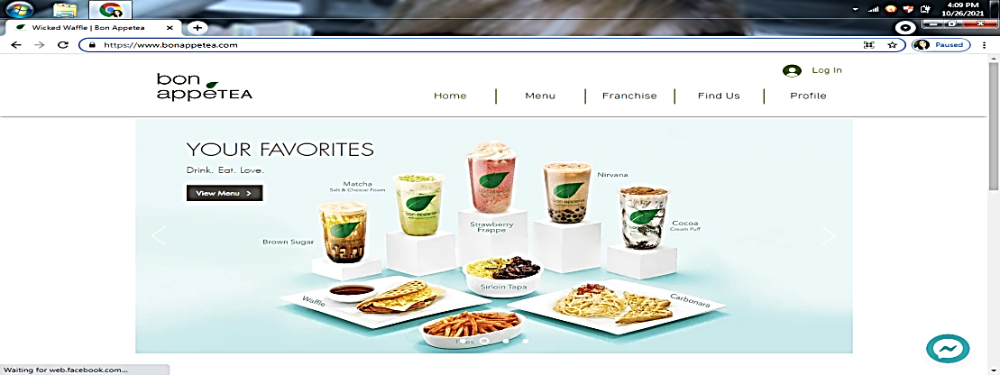 4:09 PM
10/26/2021
Wicked Waffle | Bon Appetea
https://www.bonappetea.com
Paused
Log In
bon
appéTEA
Home
Menu
Franchise
Find Us
Profile
YOUR FAVORITES
Drink. Eat. Love.
View Menu >
Matcha
Salt & Cheese Foam
Nirvana
Strawberry
Frappe
Cocoa
Cream Puff
Brown Sugar
Sirloin Tapa
Waffle
Carbonara
Fries
Waiting for web.facebook.com...